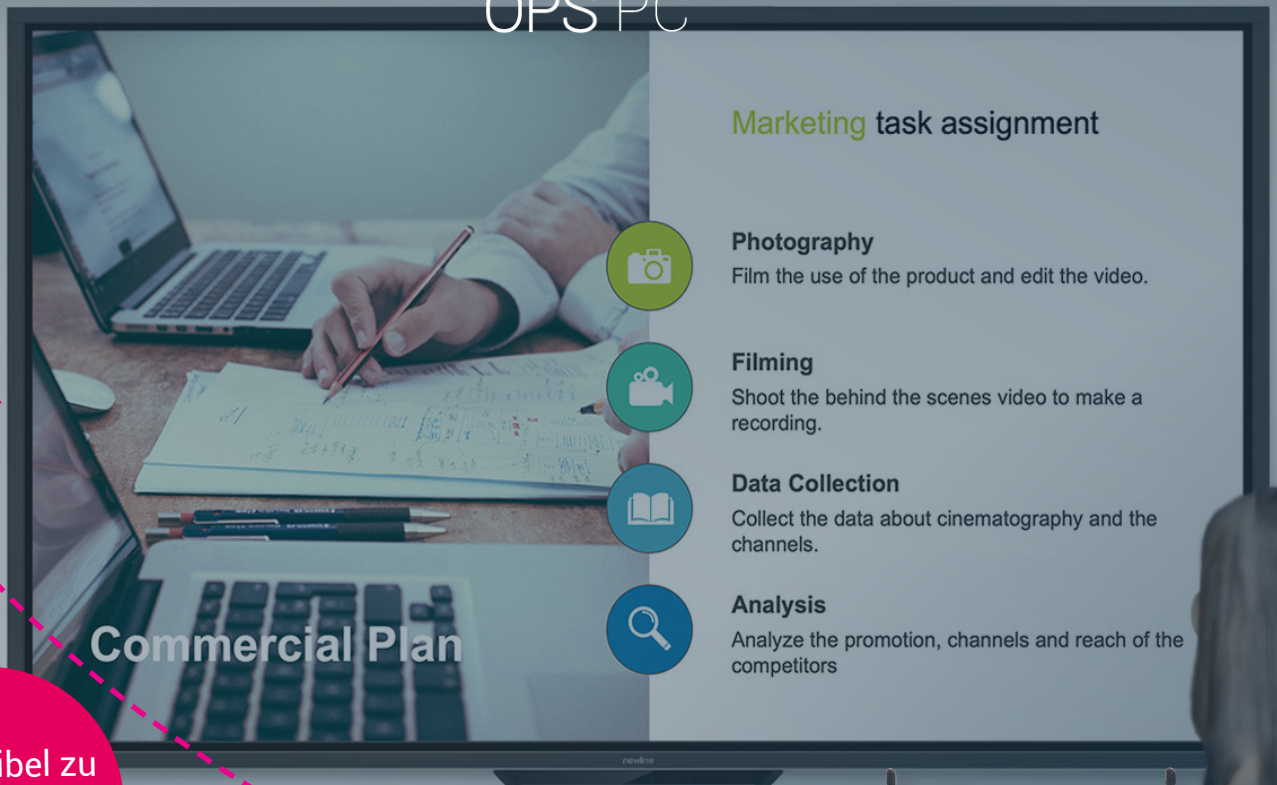 OPS PC
Marketing task assignment
Photography
Film the use of the product and edit the video.
Filming
Shoot the behind the scenes video to make a
recording.
Data Collection
Collect the data about cinematography and the
channels.
Analysis
Analyze the promotion, channels and reach of the
competitors
Commercial Plan
newline
ibel zu